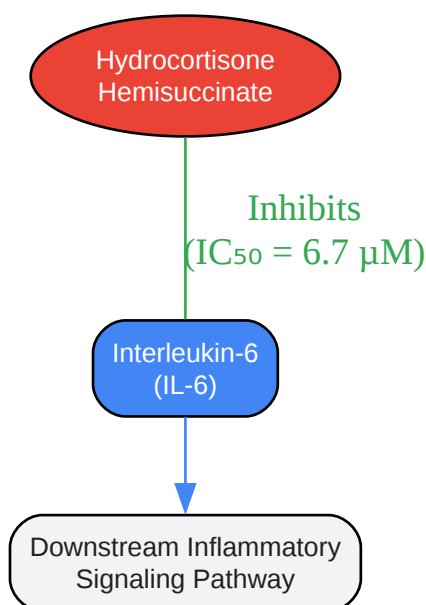 Hydrocortisone
Hemisuccinate
Inhibits
(IC₅₀ = 6.7 µM)
Interleukin-6
(IL-6)
Downstream Inflammatory
Signaling Pathway